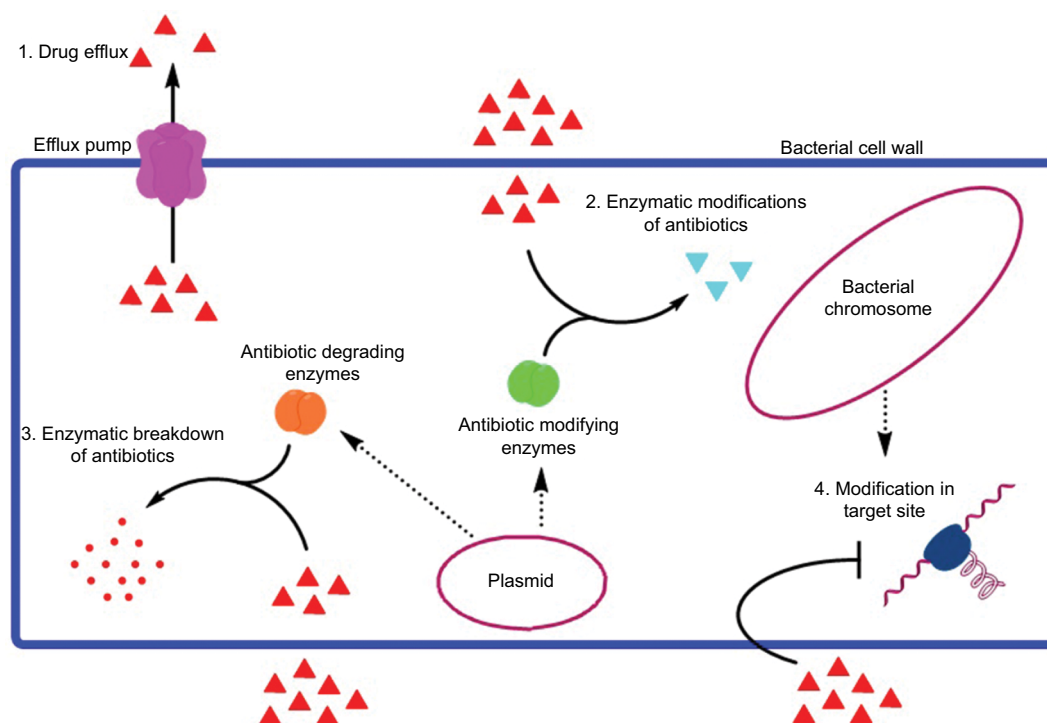 1. Drug efflux
Efflux pump
Bacterial cell wall
2. Enzymatic modifications
of antibiotics
Bacterial
chromosome
Antibiotic degrading
enzymes
Antibiotic modifying
enzymes
3. Enzymatic breakdown
of antibiotics
4. Modification in
target site
Plasmid